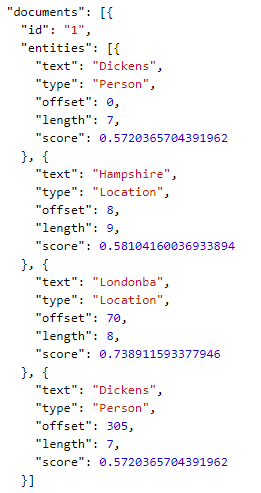 "documents": [{
"id": "1",
"entities": [{
"text": "Dickens",
"type": "Person",
"offset": 0,
"length": 7,
"score": 0.5720365704391962
}, {
"text": "Hampshire",
"type": "Location",
"offset": 8,
"length": 9,
"score": 0.58104160036933894
}, {
"text": "Londonba",
"type": "Location",
"offset": 70,
"length": 8,
"score": 0.738911593377946
}, {
"text": "Dickens",
"type": "Person",
"offset": 305,
"length": 7,
"score": 0.5720365704391962
}]